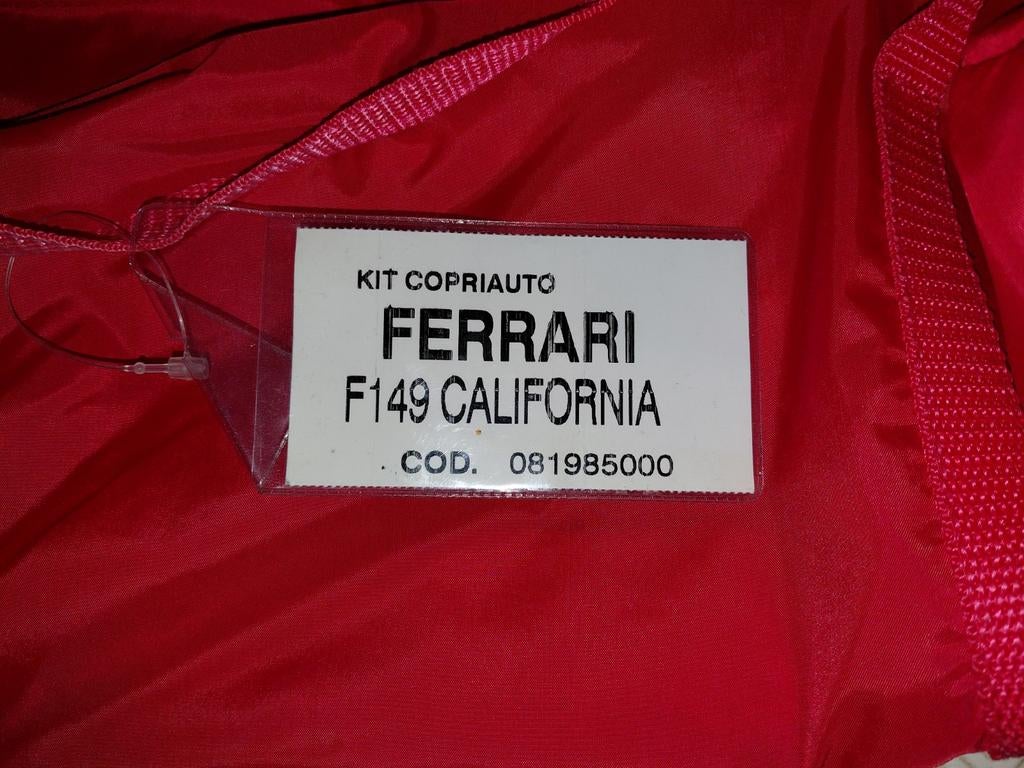 KIT COPRIAUTO
FERRARI
F149 CALIFORNIA
COD. 081985000